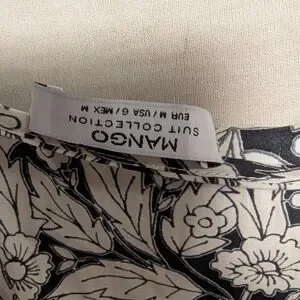 MANGO
SUIT COLLECTION
EUR M / USA 6 / MEX M